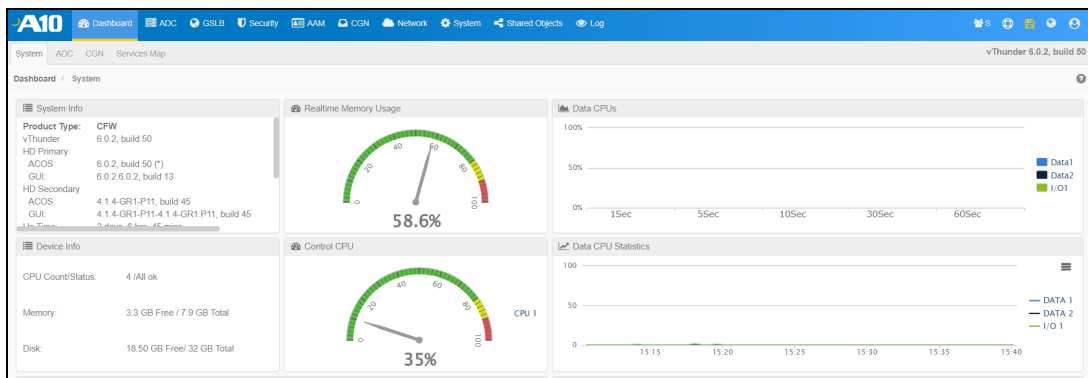 A10 Dashboard ADC GSLB Security AAM CGN Network System Shared Objects Log S
System ADC CGN Services Map vThunder 6.0.2, build 50
Dashboard / System
System Info
Product Type: CFW
vThunder 6.0.2, build 50
HD Primary:
ACOS: 6.0.2, build 50 (*)
GUI: 6.0.2.6.0.2, build 13
HD Secondary
ACOS: 4.1.4-GR1-P11, build 45
GUI: 4.1.4-GR1-P11-4.1.4-GR1.P11, build 45
Up Time: 2 days, 6 hrs, 45 mins
Realtime Memory Usage
0 20 40 60 80 100
58.6%
Data CPUs
100%
50%
0%
1Sec 5Sec 10Sec 30Sec 60Sec
Data1
Data2
I/O1
Device Info
CPU Count/Status: 4 /All ok
Memory: 3.3 GB Free / 7.9 GB Total
Disk: 18.50 GB Free/ 32 GB Total
Control CPU
0 20 40 60 80 100
CPU 1
35%
Data CPU Statistics
100
50
0
15:15 15:20 15:25 15:30 15:35 15:40
DATA 1
DATA 2
I/O 1